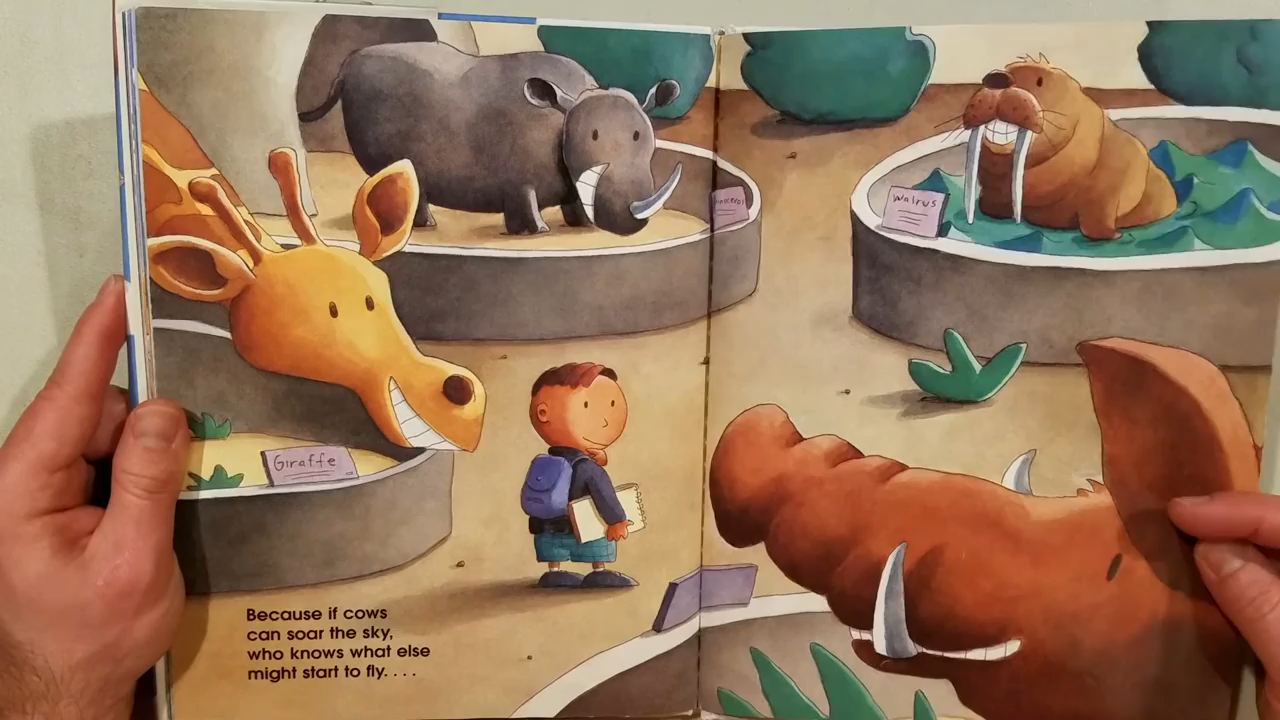 Walrus
Giraffe
Because if cows
can soar the sky,
who knows what else
might start to fly. . . .